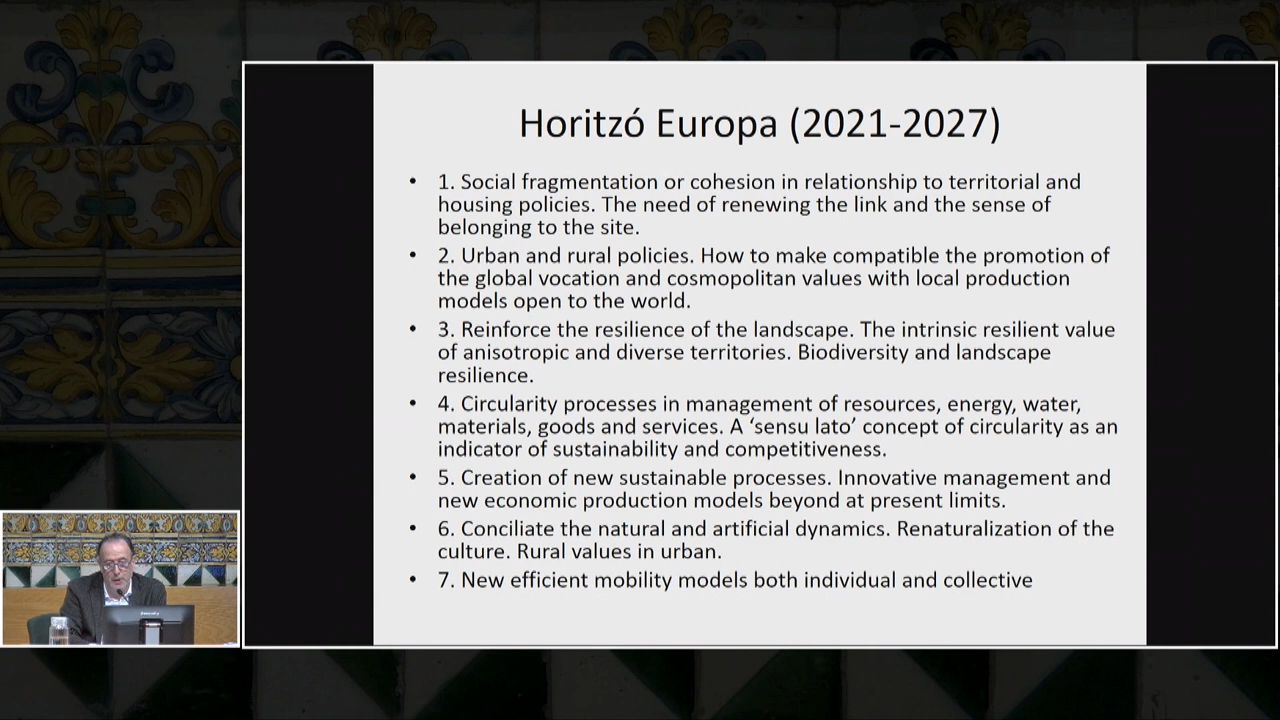 Horitzó Europa (2021-2027)
• 1. Social fragmentation or cohesion in relationship to territorial and
housing policies. The need of renewing the link and the sense of
belonging to the site.
• 2. Urban and rural policies. How to make compatible the promotion of
the global vocation and cosmopolitan values with local production
models open to the world.
• 3. Reinforce the resilience of the landscape. The intrinsic resilient value
of anisotropic and diverse territories. Biodiversity and landscape
resilience.
• 4. Circularity processes in management of resources, energy, water,
materials, goods and services. A ‘sensu lato’ concept of circularity as an
indicator of sustainability and competitiveness.
• 5. Creation of new sustainable processes. Innovative management and
new economic production models beyond at present limits.
• 6. Conciliate the natural and artificial dynamics. Renaturalization of the
culture. Rural values in urban.
• 7. New efficient mobility models both individual and collective